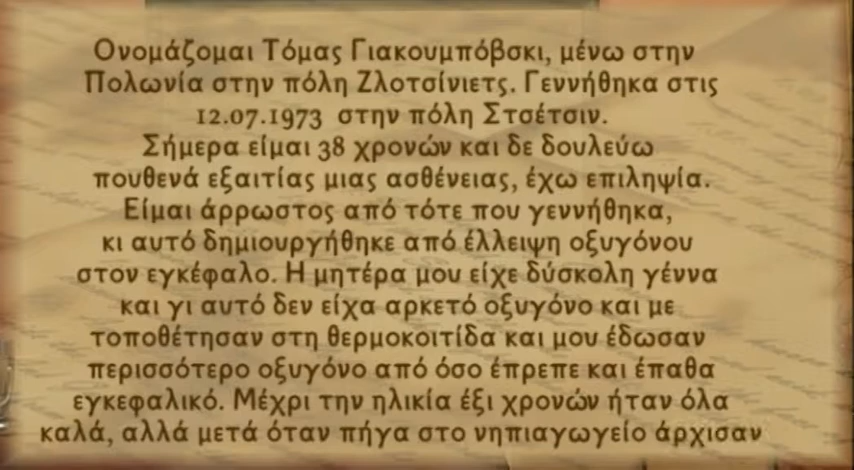 Ονομάζομαι Τόμας Γιακουμπόβσκι, μένω στην
Πολωνία στην πόλη Ζλοτσίνιετς. Γεννήθηκα στις
12.07.1973 στην πόλη Στσέτσιν.
Σήμερα είμαι 38 χρονών και δε δουλεύω
πουθενά εξαιτίας μιας ασθένειας, έχω επιληψία.
Είμαι άρρωστος από τότε που γεννήθηκα,
κι αυτό δημιουργήθηκε από έλλειψη οξυγόνου
στον εγκέφαλο. Η μητέρα μου είχε δύσκολη γέννα
και γι αυτό δεν είχα αρκετό οξυγόνο και με
τοποθέτησαν στη θερμοκοιτίδα και μου έδωσαν
περισσότερο οξυγόνο από όσο έπρεπε και έπαθα
εγκεφαλικό. Μέχρι την ηλικία έξι χρονών ήταν όλα
καλά, αλλά μετά όταν πήγα στο νηπιαγωγείο άρχισαν